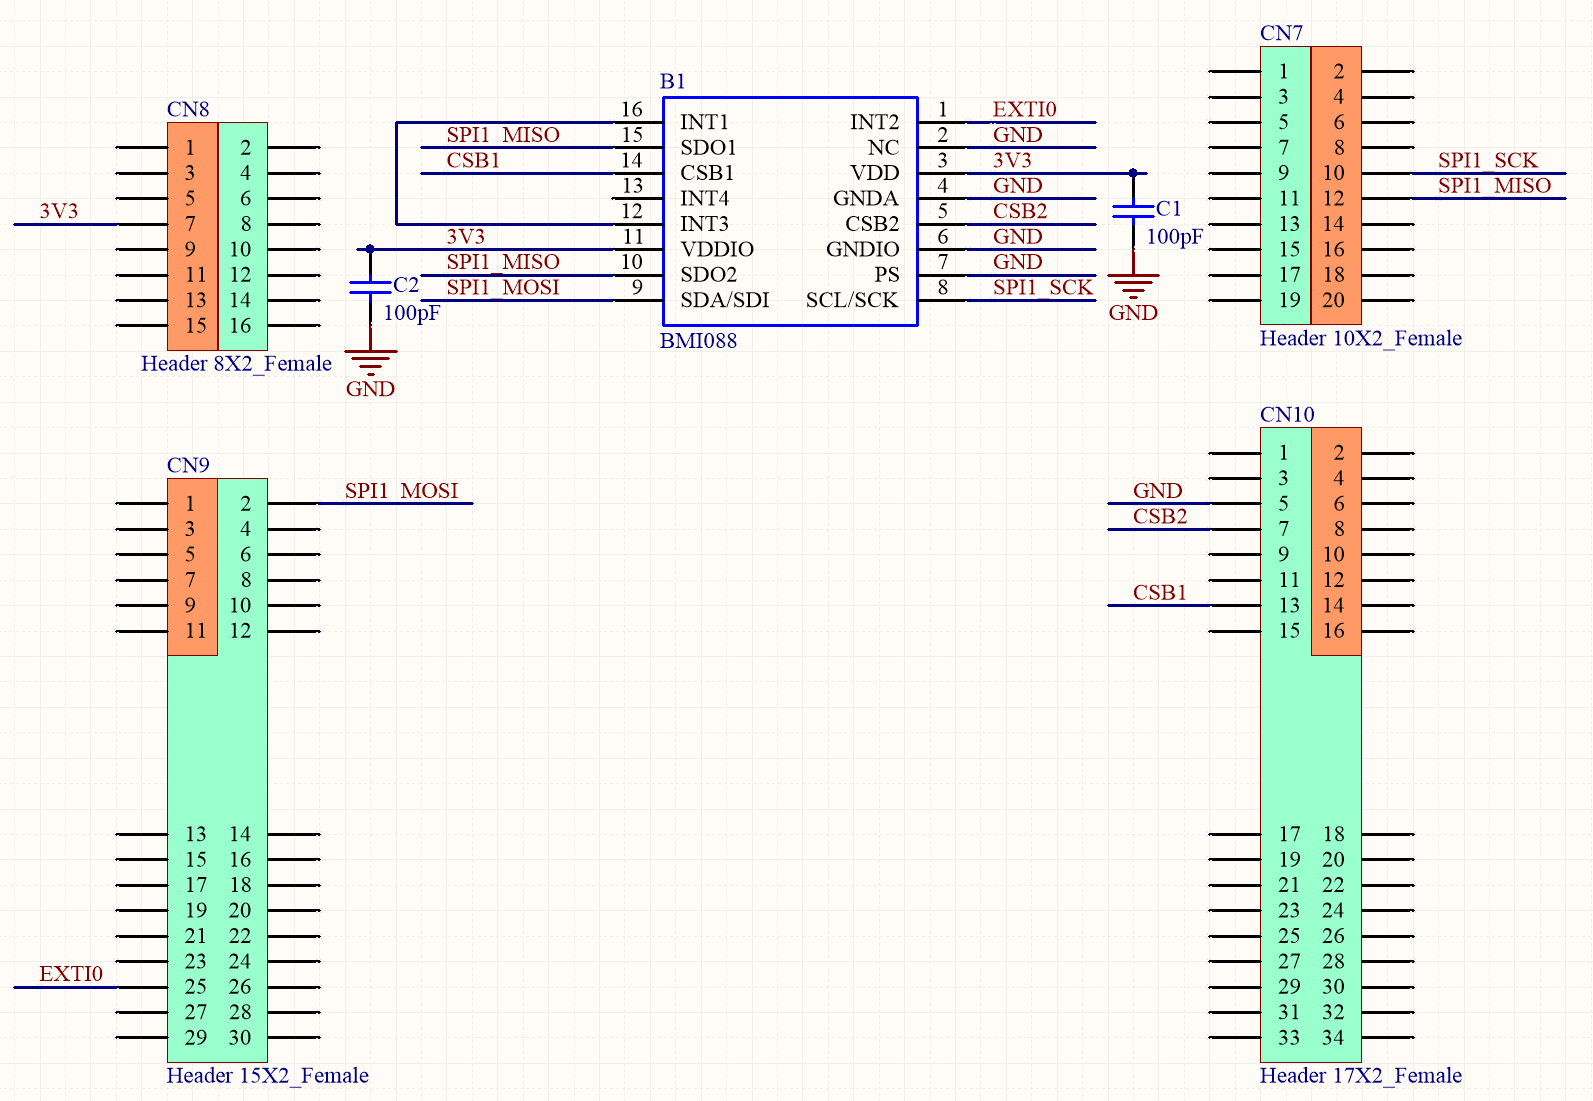 CN8
1 2
3 4
5 6
3V3 7 8
9 10
11 12
13 14
15 16
Header 8X2_Female
B1
16 INT1 INT2 1 EXTI0
SPI1_MISO 15 SDO1 NC 2 GND
CSB1 14 CSB1 VDD 3 3V3
13 INT4 GNDA 4 GND
12 INT3 CSB2 5 CSB2
3V3 11 VDDIO GNDIO 6 GND
SPI1_MISO 10 SDO2 PS 7 GND
SPI1_MOSI 9 SDA/SDI SCL/SCK 8 SPI1_SCK
BMI088
C2
100pF
GND
C1
100pF
GND
CN7
1 2
3 4
5 6
7 8
9 10 SPI1_SCK
11 12 SPI1_MISO
13 14
15 16
17 18
19 20
Header 10X2_Female
CN9
1 2 SPI1_MOSI
3 4
5 6
7 8
9 10
11 12
13 14
15 16
17 18
19 20
21 22
23 24
EXTI0 25 26
27 28
29 30
Header 15X2_Female
CN10
1 2
3 4
GND 5 6
CSB2 7 8
9 10
11 12
CSB1 13 14
15 16
17 18
19 20
21 22
23 24
25 26
27 28
29 30
31 32
33 34
Header 17X2_Female